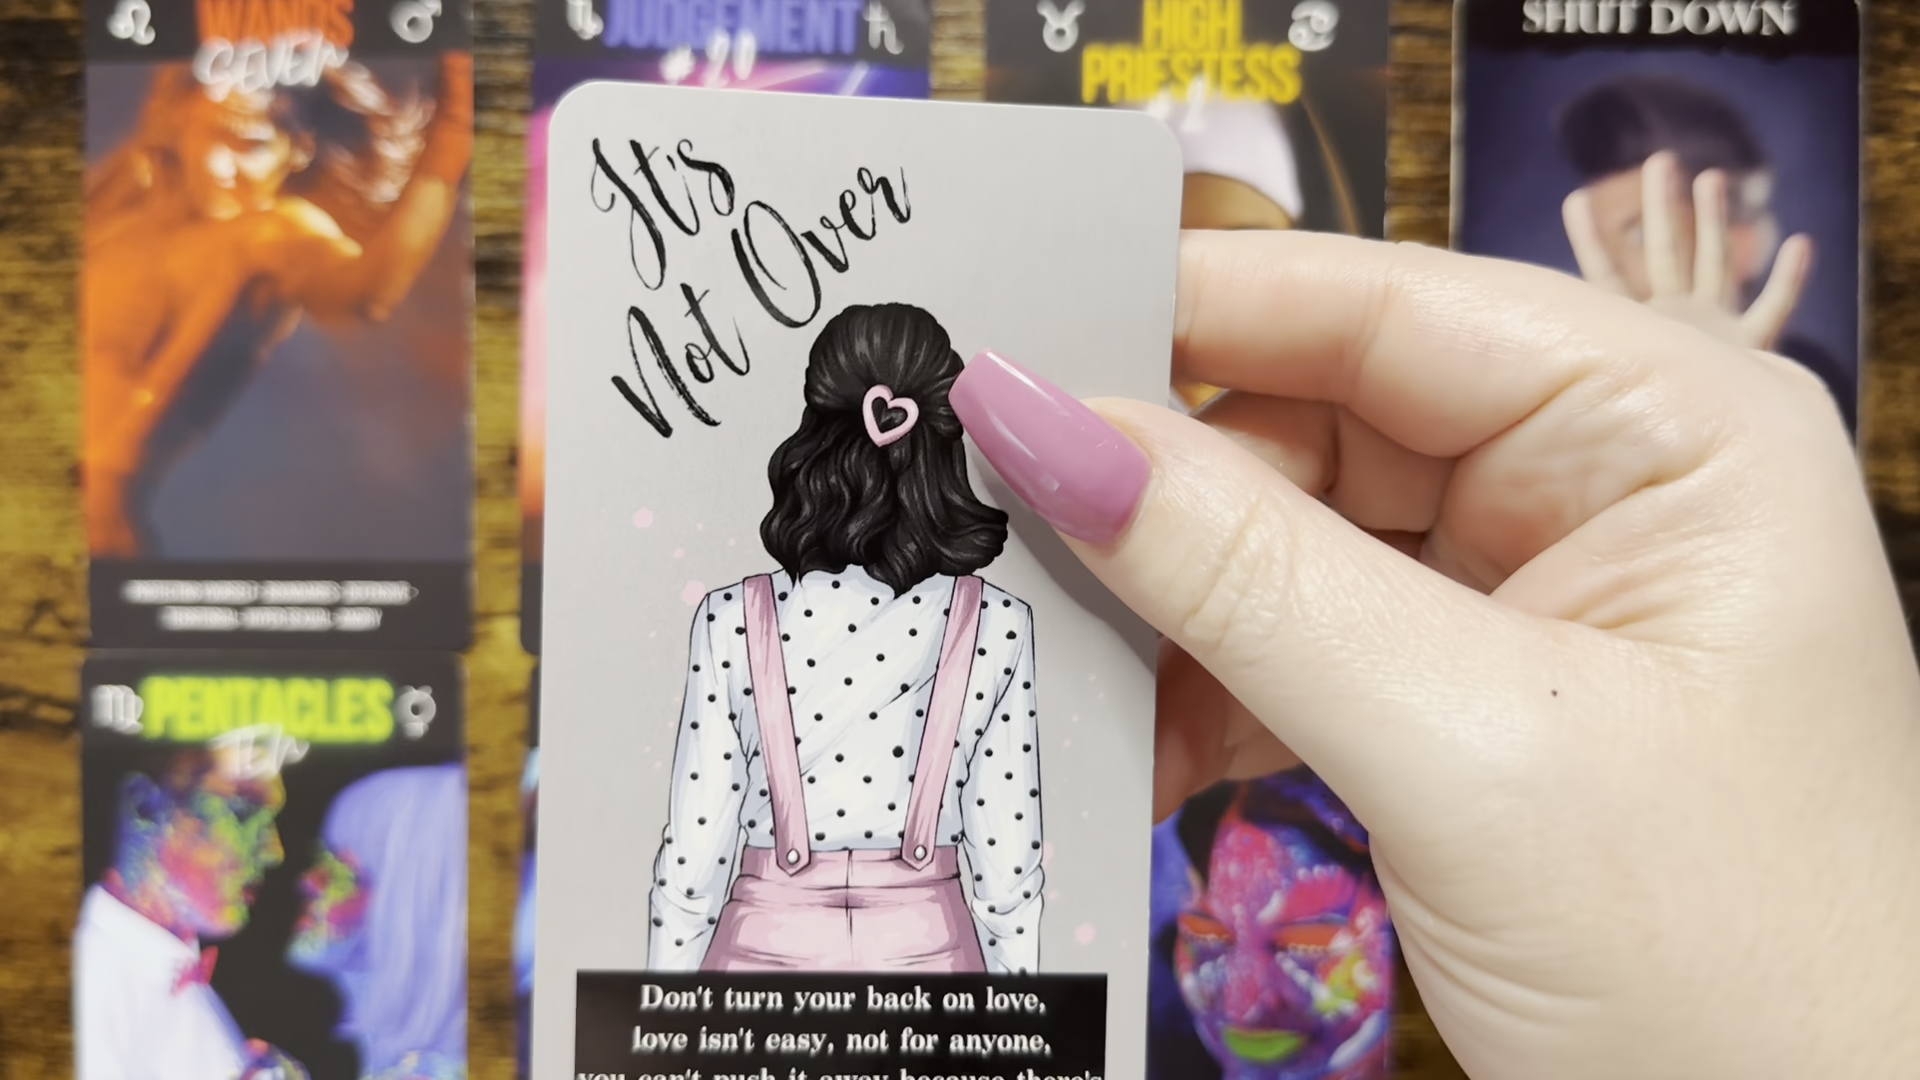 WANDS
SEVEN
JUDGEMENT
#20
HIGH
PRIESTESS
SHUT DOWN
It's
Not Over
PENTACLES
TEN
Don't turn your back on love,
love isn't easy, not for anyone,
you can't push it away because there's